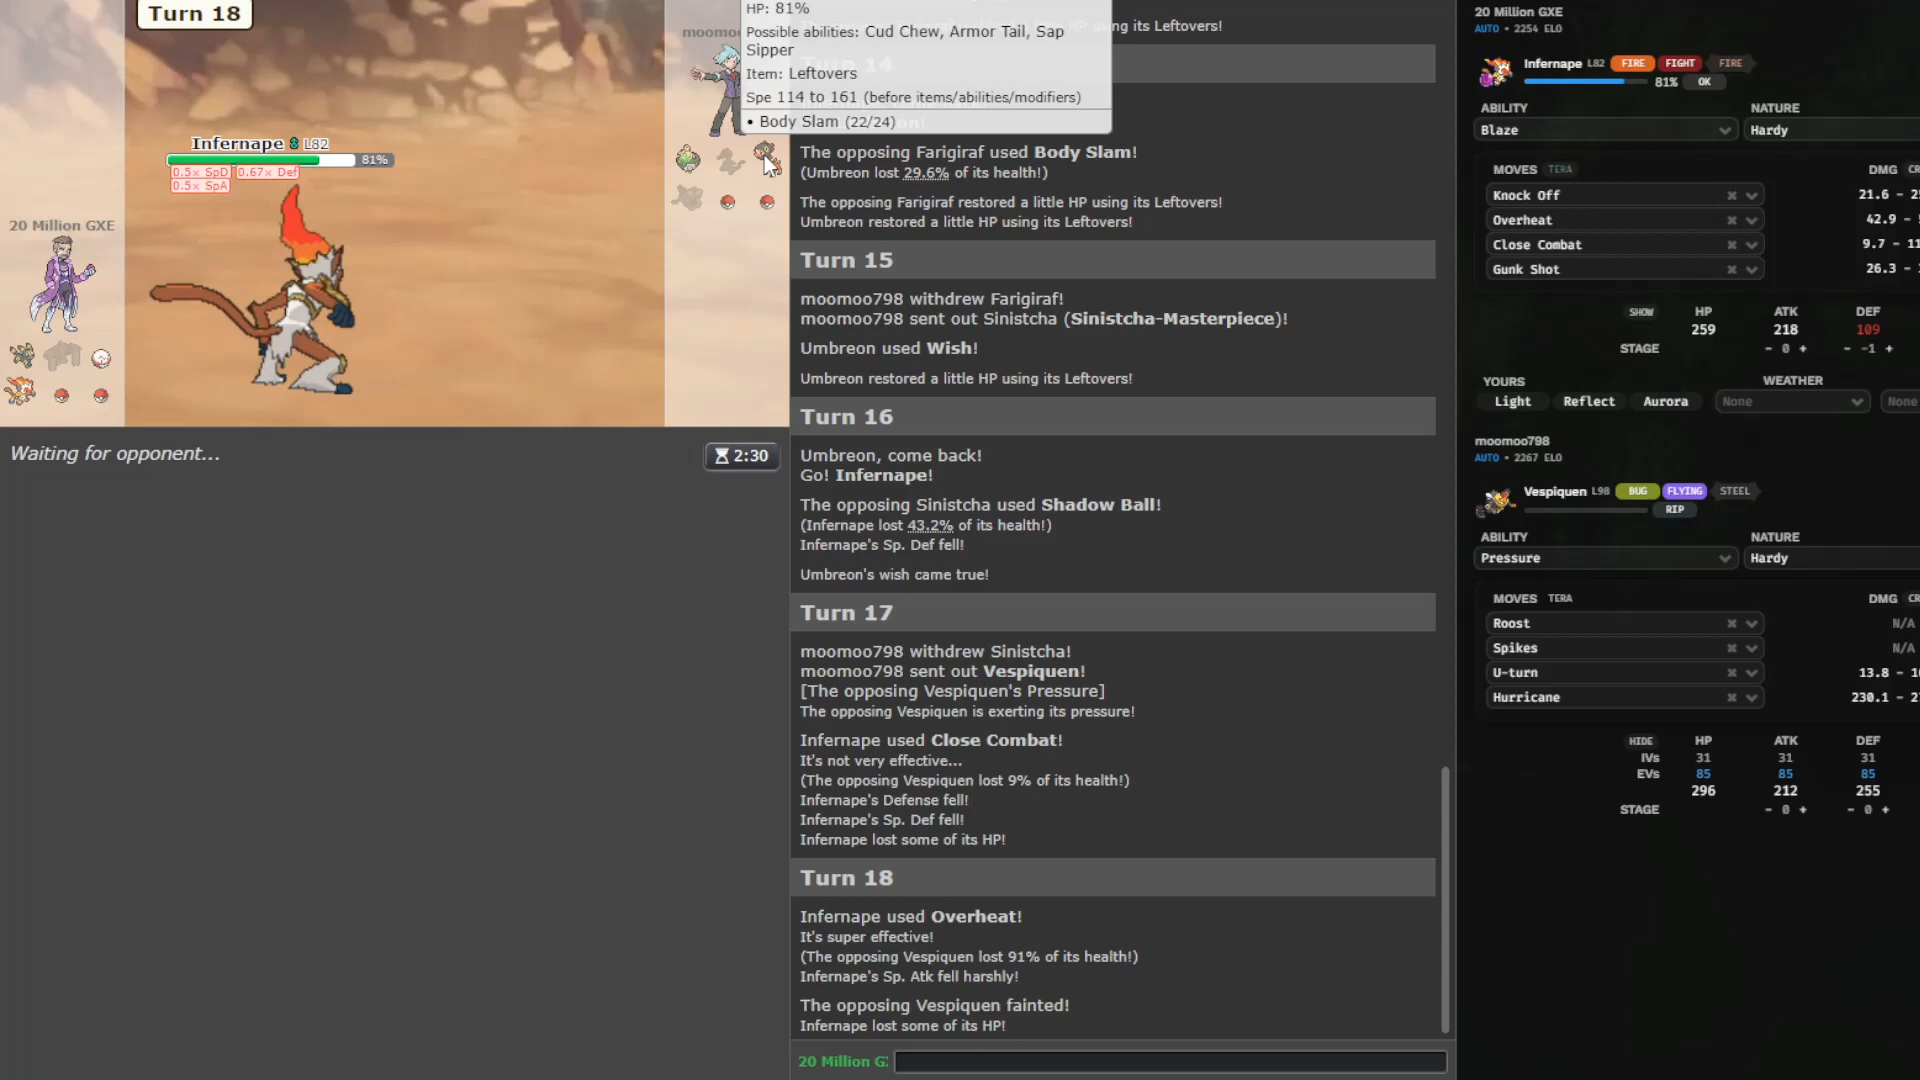 Turn 18
Infernape L82
81%
0.5x SpD 0.67x Def
0.5x SpA
20 Million GXE
Waiting for opponent...
2:30
HP: 81%
Possible abilities: Cud Chew, Armor Tail, Sap
Sipper
Item: Leftovers
Spe 114 to 161 (before items/abilities/modifiers)
• Body Slam (22/24)
Turn 14
The opposing Farigiraf used Body Slam!
(Umbreon lost 29.6% of its health!)
The opposing Farigiraf restored a little HP using its Leftovers!
Umbreon restored a little HP using its Leftovers!
Turn 15
moomoo798 withdrew Farigiraf!
moomoo798 sent out Sinistcha (Sinistcha-Masterpiece)!
Umbreon used Wish!
Umbreon restored a little HP using its Leftovers!
Turn 16
Umbreon, come back!
Go! Infernape!
The opposing Sinistcha used Shadow Ball!
(Infernape lost 43.2% of its health!)
Infernape's Sp. Def fell!
Umbreon's wish came true!
Turn 17
moomoo798 withdrew Sinistcha!
moomoo798 sent out Vespiquen!
[The opposing Vespiquen's Pressure]
The opposing Vespiquen is exerting its pressure!
Infernape used Close Combat!
It's not very effective...
(The opposing Vespiquen lost 9% of its health!)
Infernape's Defense fell!
Infernape's Sp. Def fell!
Infernape lost some of its HP!
Turn 18
Infernape used Overheat!
It's super effective!
(The opposing Vespiquen lost 91% of its health!)
Infernape's Sp. Atk fell harshly!
The opposing Vespiquen fainted!
Infernape lost some of its HP!
20 Million G
20 Million GXE
AUTO • 2254 ELO
Infernape L82 FIRE FIGHT FIRE
81% OK
ABILITY NATURE
Blaze Hardy
MOVES TERA DMG CR
Knock Off 21.6 - 2
Overheat 42.9 -
Close Combat 9.7 - 11
Gunk Shot 26.3 -
SHOW HP ATK DEF
259 218 109
STAGE - 0 + - -1 +
YOURS WEATHER
Light Reflect Aurora None None
moomoo798
AUTO • 2267 ELO
Vespiquen L98 BUG FLYING STEEL
RIP
ABILITY NATURE
Pressure Hardy
MOVES TERA DMG CR
Roost N/A
Spikes N/A
U-turn 13.8 - 1
Hurricane 230.1 - 2
HIDE HP ATK DEF
IVs 31 31 31
EVs 85 85 85
296 212 255
STAGE - 0 + - 0 +